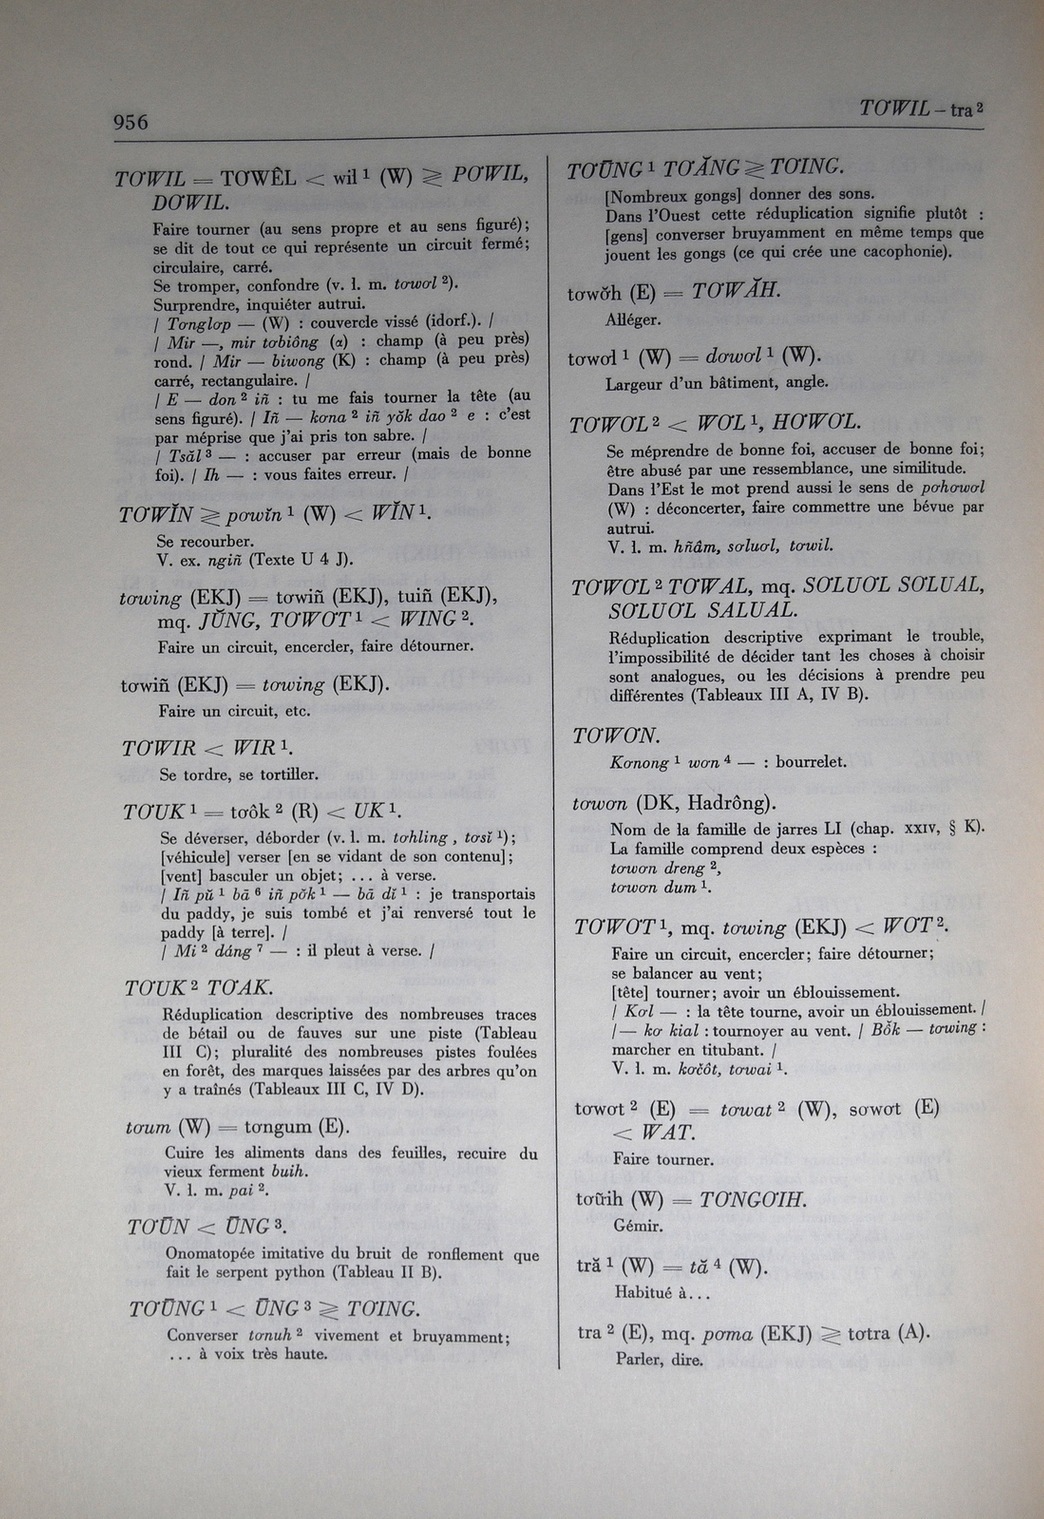 956
TƠWIL – tra ²
TƠWIL = TƠWÊL < wil ¹ (W) ≷ PƠWIL,
DƠWIL.
Faire tourner (au sens propre et au sens figuré);
se dit de tout ce qui représente un circuit fermé;
circulaire, carré.
Se tromper, confondre (v. l. m. tơwơl ²).
Surprendre, inquiéter autrui.
/ Tơnglơp — (W) : couvercle vissé (idorf.). /
/ Mir —, mir tơbiông (α) : champ (à peu près)
rond. / Mir — biwong (K) : champ (à peu près)
carré, rectangulaire. /
/ E — don ² iñ : tu me fais tourner la tête (au
sens figuré). / Iñ — kơna ² iñ yŏk dao ² e : c'est
par méprise que j'ai pris ton sabre. /
/ Tsăl ³ — : accuser par erreur (mais de bonne
foi). / Ih — : vous faites erreur. /
TƠWĬN ≷ pơwĭn ¹ (W) < WĬN ¹.
Se recourber.
V. ex. ngiñ (Texte U 4 J).
tơwing (EKJ) = tơwiñ (EKJ), tuiñ (EKJ),
mq. JŬNG, TƠWƠT ¹ < WING ².
Faire un circuit, encercler, faire détourner.
tơwiñ (EKJ) = tơwing (EKJ).
Faire un circuit, etc.
TƠWIR < WIR ¹.
Se tordre, se tortiller.
TƠUK ¹ = tơôk ² (R) < UK ¹.
Se déverser, déborder (v. l. m. tơhling , tơsĭ ¹);
[véhicule] verser [en se vidant de son contenu];
[vent] basculer un objet; ... à verse.
/ Iñ pŭ ¹ bā ⁶ iñ pŏk ¹ — bā dĭ ¹ : je transportais
du paddy, je suis tombé et j'ai renversé tout le
paddy [à terre]. /
/ Mi ² dáng ⁷ — : il pleut à verse. /
TƠUK ² TƠAK.
Réduplication descriptive des nombreuses traces
de bétail ou de fauves sur une piste (Tableau
III C); pluralité des nombreuses pistes foulées
en forêt, des marques laissées par des arbres qu'on
y a traînés (Tableaux III C, IV D).
tơum (W) = tơngum (E).
Cuire les aliments dans des feuilles, recuire du
vieux ferment buih.
V. l. m. pai ².
TƠŪN < ŪNG ³.
Onomatopée imitative du bruit de ronflement que
fait le serpent python (Tableau II B).
TƠŪNG ¹ < ŪNG ³ ≷ TƠING.
Converser tơnuh ² vivement et bruyamment;
... à voix très haute.
TƠŪNG ¹ TƠĂNG ≷ TƠING.
[Nombreux gongs] donner des sons.
Dans l'Ouest cette réduplication signifie plutôt :
[gens] converser bruyamment en même temps que
jouent les gongs (ce qui crée une cacophonie).
tơwơ̆h (E) = TƠWĂH.
Alléger.
tơwơl ¹ (W) = dơwơl ¹ (W).
Largeur d'un bâtiment, angle.
TƠWƠL ² < WƠL ¹, HƠWƠL.
Se méprendre de bonne foi, accuser de bonne foi;
être abusé par une ressemblance, une similitude.
Dans l'Est le mot prend aussi le sens de pơhơwơl
(W) : déconcerter, faire commettre une bévue par
autrui.
V. l. m. hñâm, sơluơl, tơwil.
TƠWƠL ² TƠWAL, mq. SƠLUƠL SƠLUAL,
SƠLUƠL SALUAL.
Réduplication descriptive exprimant le trouble,
l'impossibilité de décider tant les choses à choisir
sont analogues, ou les décisions à prendre peu
différentes (Tableaux III A, IV B).
TƠWƠN.
Kơnong ¹ wơn ⁴ — : bourrelet.
tơwon (DK, Hadrông).
Nom de la famille de jarres LI (chap. XXIV, § K).
La famille comprend deux espèces :
tơwon dreng ²,
tơwon dum ¹.
TƠWƠT ¹, mq. tơwing (EKJ) < WƠT ².
Faire un circuit, encercler; faire détourner;
se balancer au vent;
[tête] tourner; avoir un éblouissement.
/ Kơl — : la tête tourne, avoir un éblouissement. /
/ — kơ kial : tournoyer au vent. / Bŏ̂k — tơwing :
marcher en titubant. /
V. l. m. kơčôt, tơwai ¹.
tơwơt ² (E) = tơwat ² (W), sơwơt (E)
< WAT.
Faire tourner.
tơữih (W) = TƠNGƠIH.
Gémir.
tră ¹ (W) = tă ⁴ (W).
Habitué à...
tra ² (E), mq. pơma (EKJ) ≷ tơtra (A).
Parler, dire.